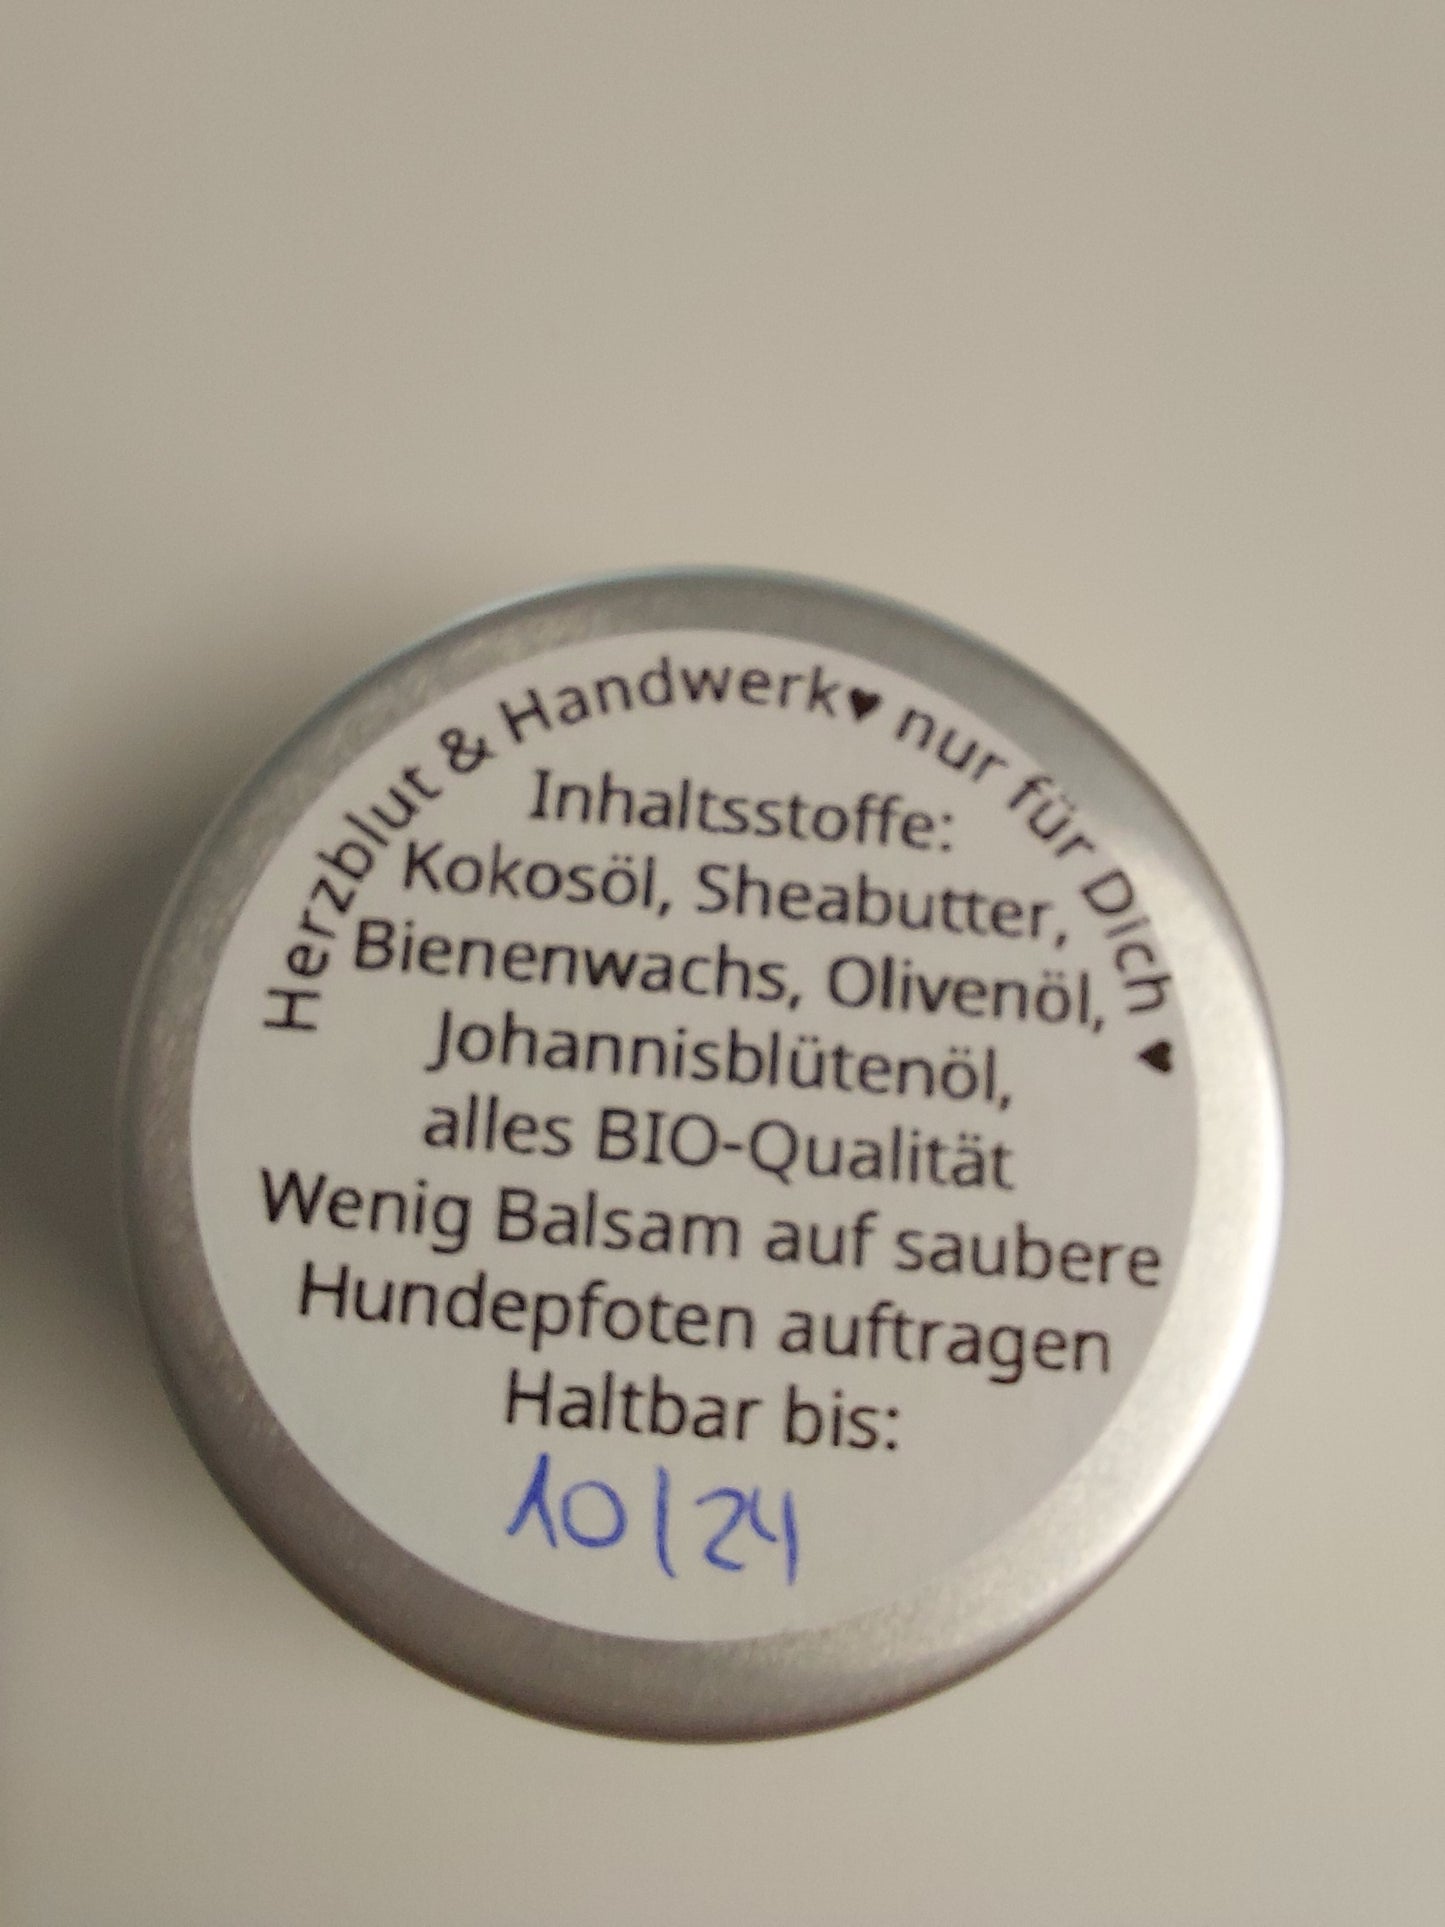 Herzblut & Handwerk♥ nur für Dich ♥
Inhaltsstoffe:
Kokosöl, Sheabutter,
Bienenwachs, Olivenöl,
Johannisblütenöl,
alles BIO-Qualität
Wenig Balsam auf saubere
Hundepfoten auftragen
Haltbar bis:
10/24